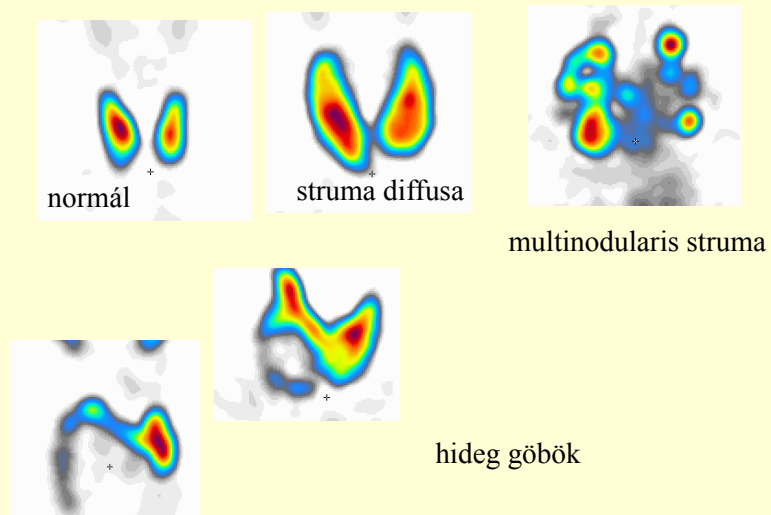 normál
struma diffusa
multinodularis struma
hideg göbök